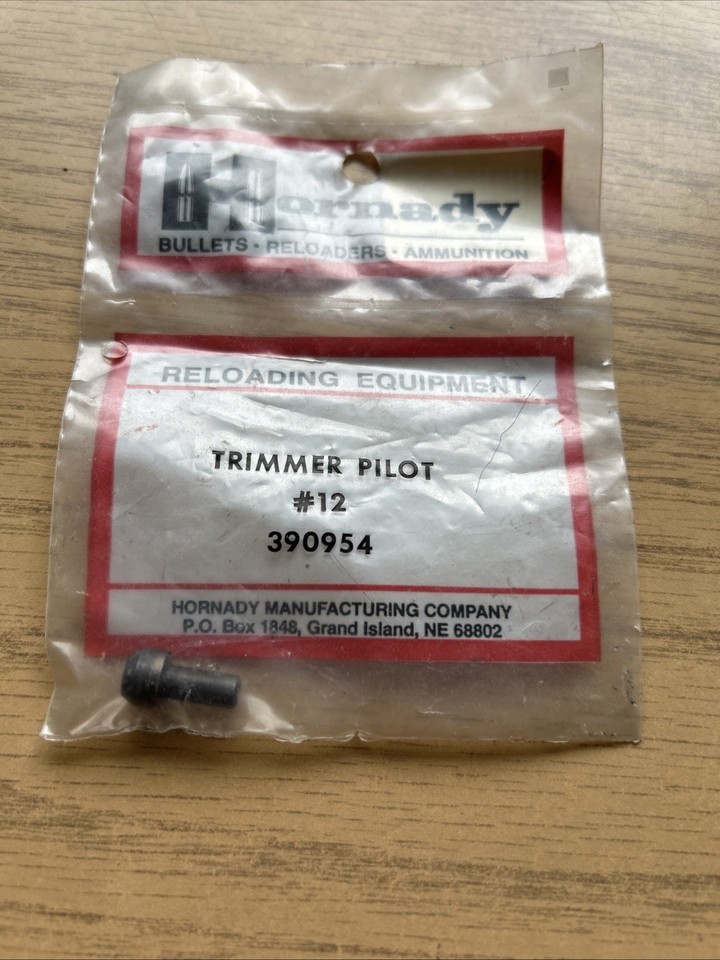 Hornady
BULLETS • RELOADERS • AMMUNITION
RELOADING EQUIPMENT
TRIMMER PILOT
#12
390954
HORNADY MANUFACTURING COMPANY
P.O. Box 1848, Grand Island, NE 68802